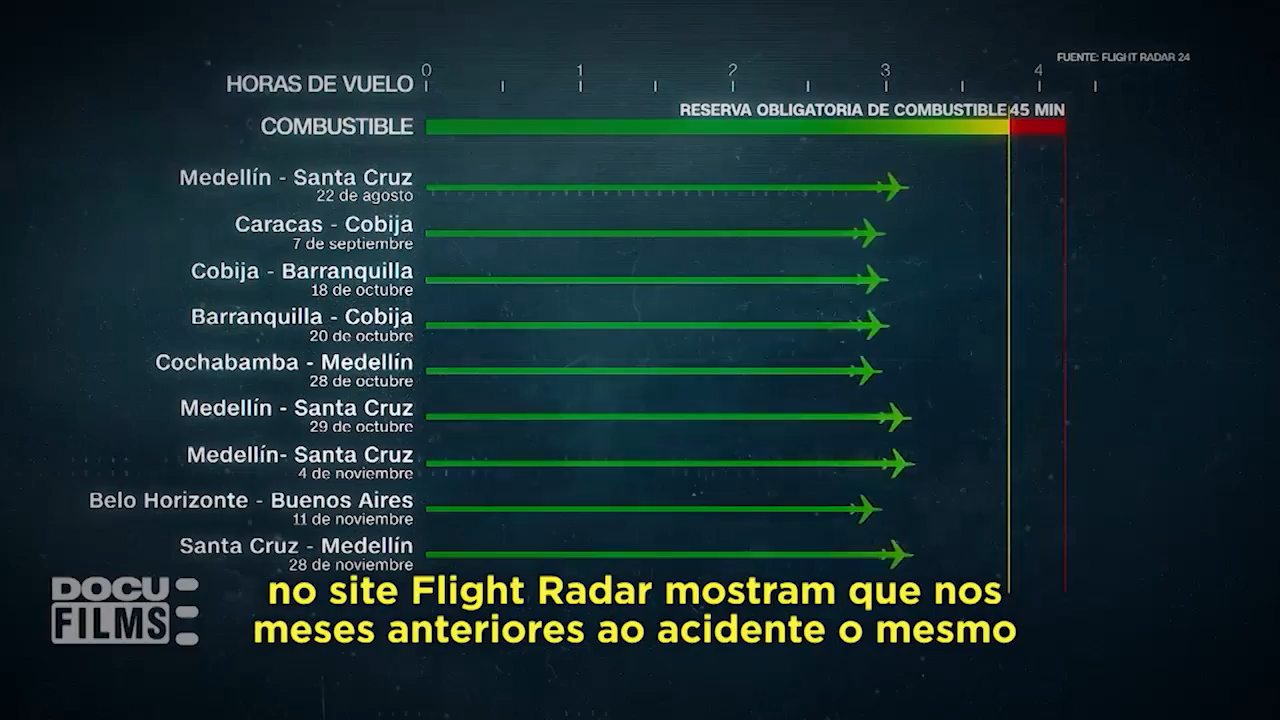 FUENTE: FLIGHT RADAR 24
0 1 2 3 4
HORAS DE VUELO
RESERVA OBLIGATORIA DE COMBUSTIBLE 45 MIN
COMBUSTIBLE
Medellín - Santa Cruz
22 de agosto
Caracas - Cobija
7 de septiembre
Cobija - Barranquilla
18 de octubre
Barranquilla - Cobija
20 de octubre
Cochabamba - Medellín
28 de octubre
Medellín - Santa Cruz
29 de octubre
Medellín- Santa Cruz
4 de noviembre
Belo Horizonte - Buenos Aires
11 de noviembre
Santa Cruz - Medellín
28 de noviembre
DOCU
FILMS
no site Flight Radar mostram que nos
meses anteriores ao acidente o mesmo